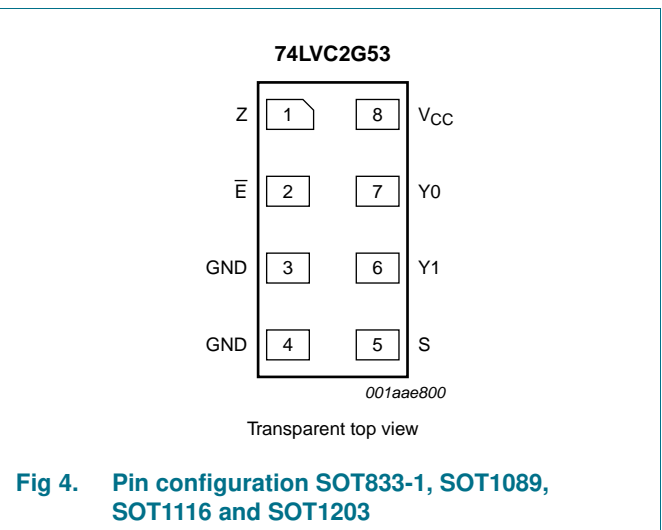 74LVC2G53
Z 1 8 VCC
E̅ 2 7 Y0
GND 3 6 Y1
GND 4 5 S
001aae800
Transparent top view
Fig 4. Pin configuration SOT833-1, SOT1089,
SOT1116 and SOT1203